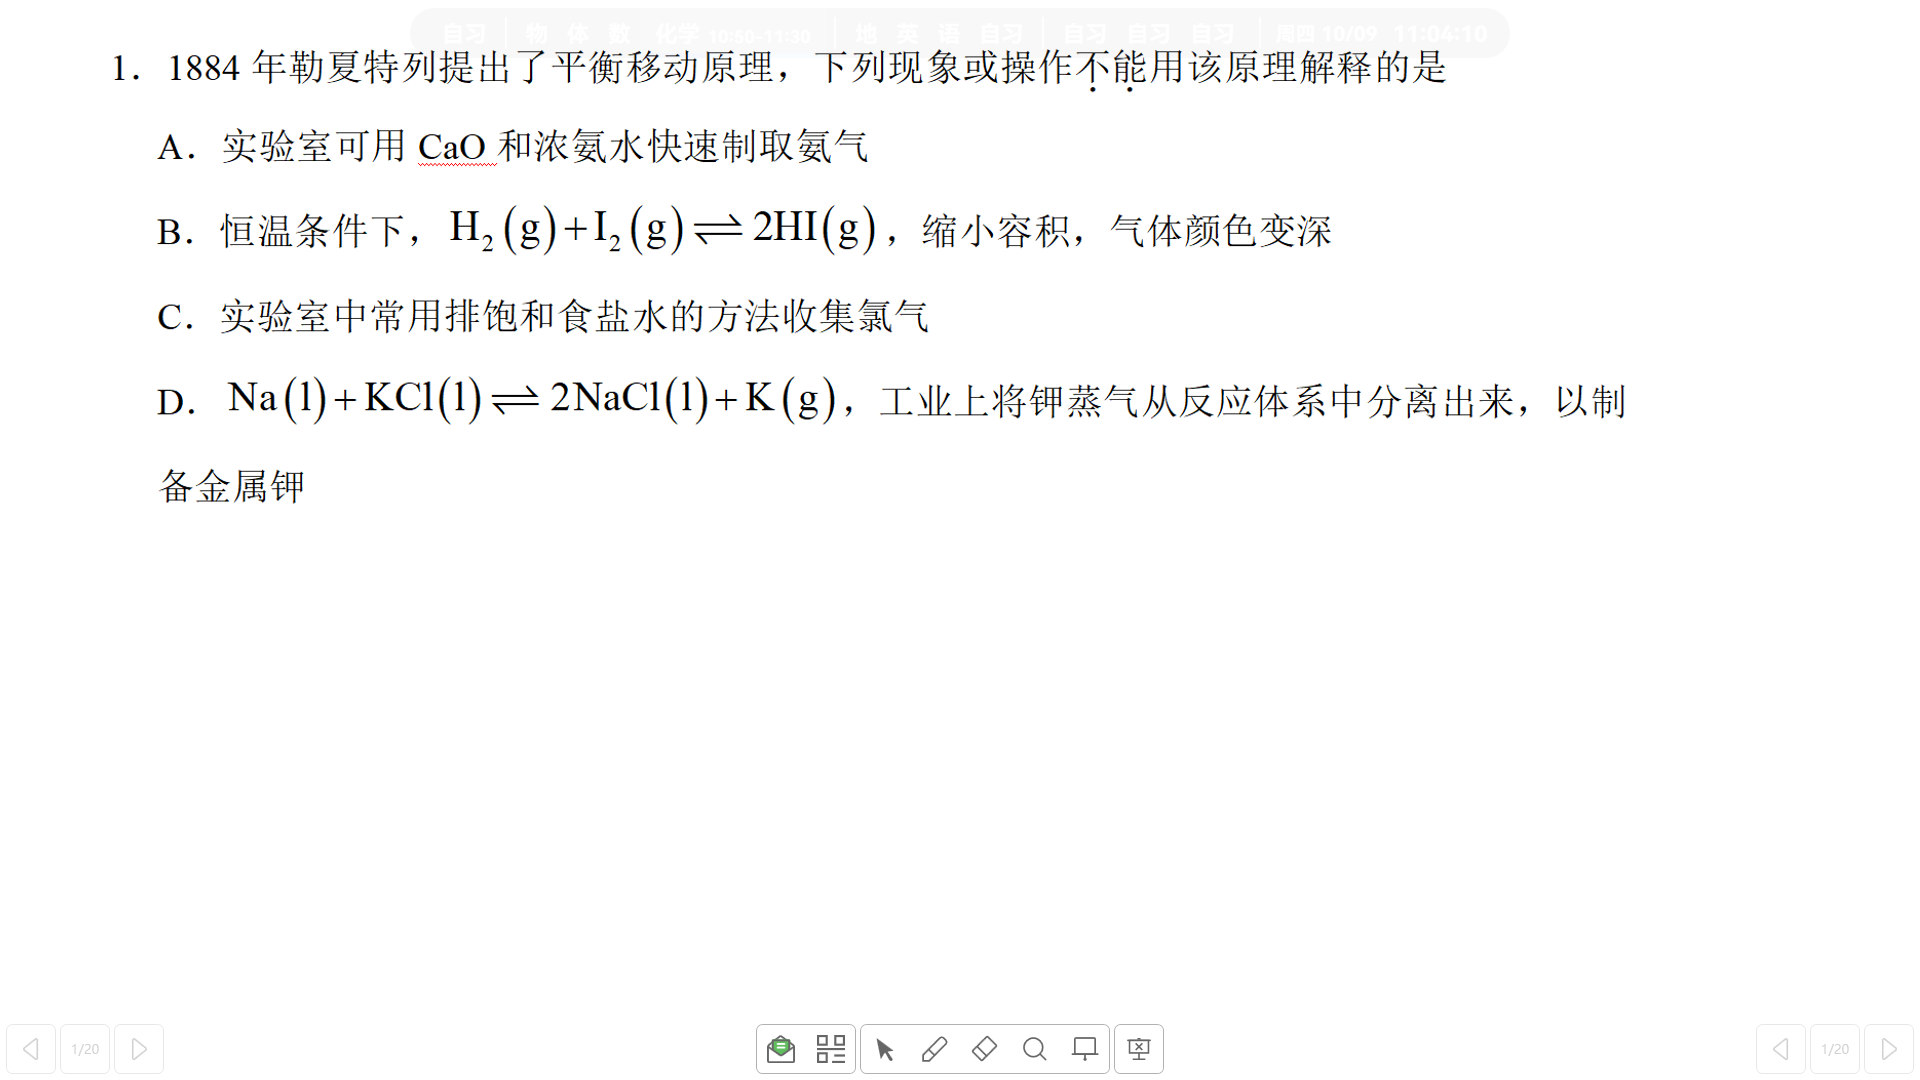 自习 物 体 数 化学 10:50-11:30 地 英 语 自习 自习 自习 自习 周四 10/09 11:04:10
1．1884 年勒夏特列提出了平衡移动原理，下列现象或操作不能用该原理解释的是
A．实验室可用 CaO 和浓氨水快速制取氨气
B．恒温条件下，H₂(g)+I₂(g)⇌2HI(g)，缩小容积，气体颜色变深
C．实验室中常用排饱和食盐水的方法收集氯气
D．Na(l)+KCl(l)⇌2NaCl(l)+K(g)，工业上将钾蒸气从反应体系中分离出来，以制
备金属钾
1/20 1/20